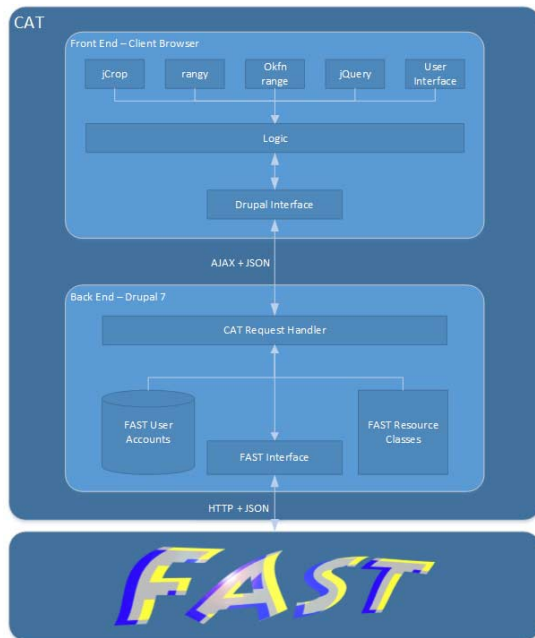 CAT
Front End – Client Browser
jCrop
rangy
Okfn
range
jQuery
User
Interface
Logic
Drupal Interface
AJAX + JSON
Back End – Drupal 7
CAT Request Handler
FAST User
Accounts
FAST Interface
FAST Resource
Classes
HTTP + JSON
FAST